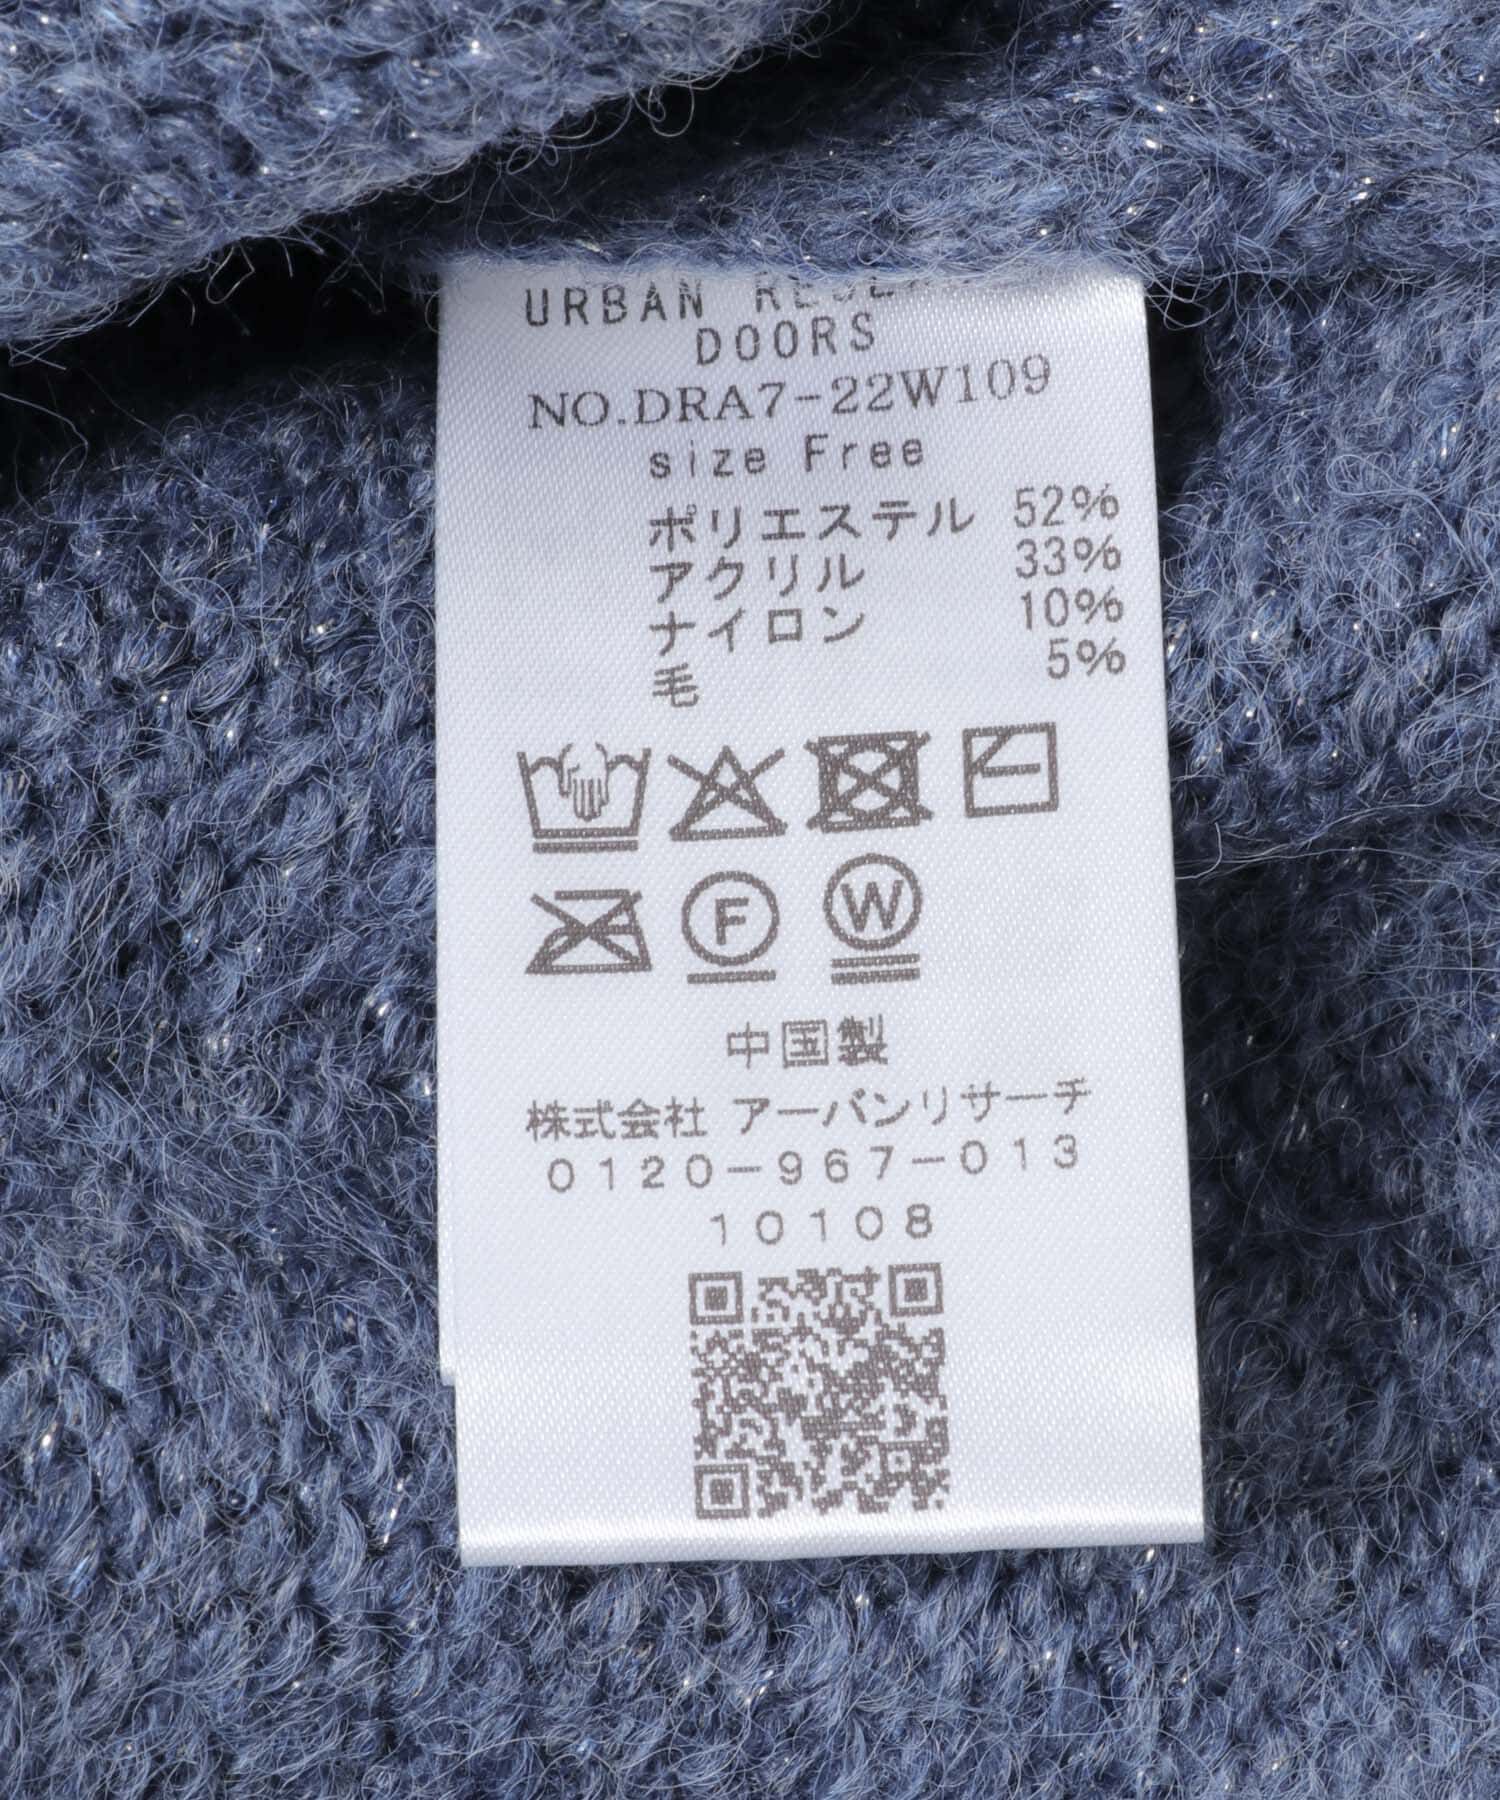 URBAN
DOORS
NO.DRA7-22W109
size Free
ポリエステル 52%
アクリル 33%
ナイロン 10%
毛 5%
F
W
中国製
株式会社 アーバンリサーチ
0120-967-013
10108